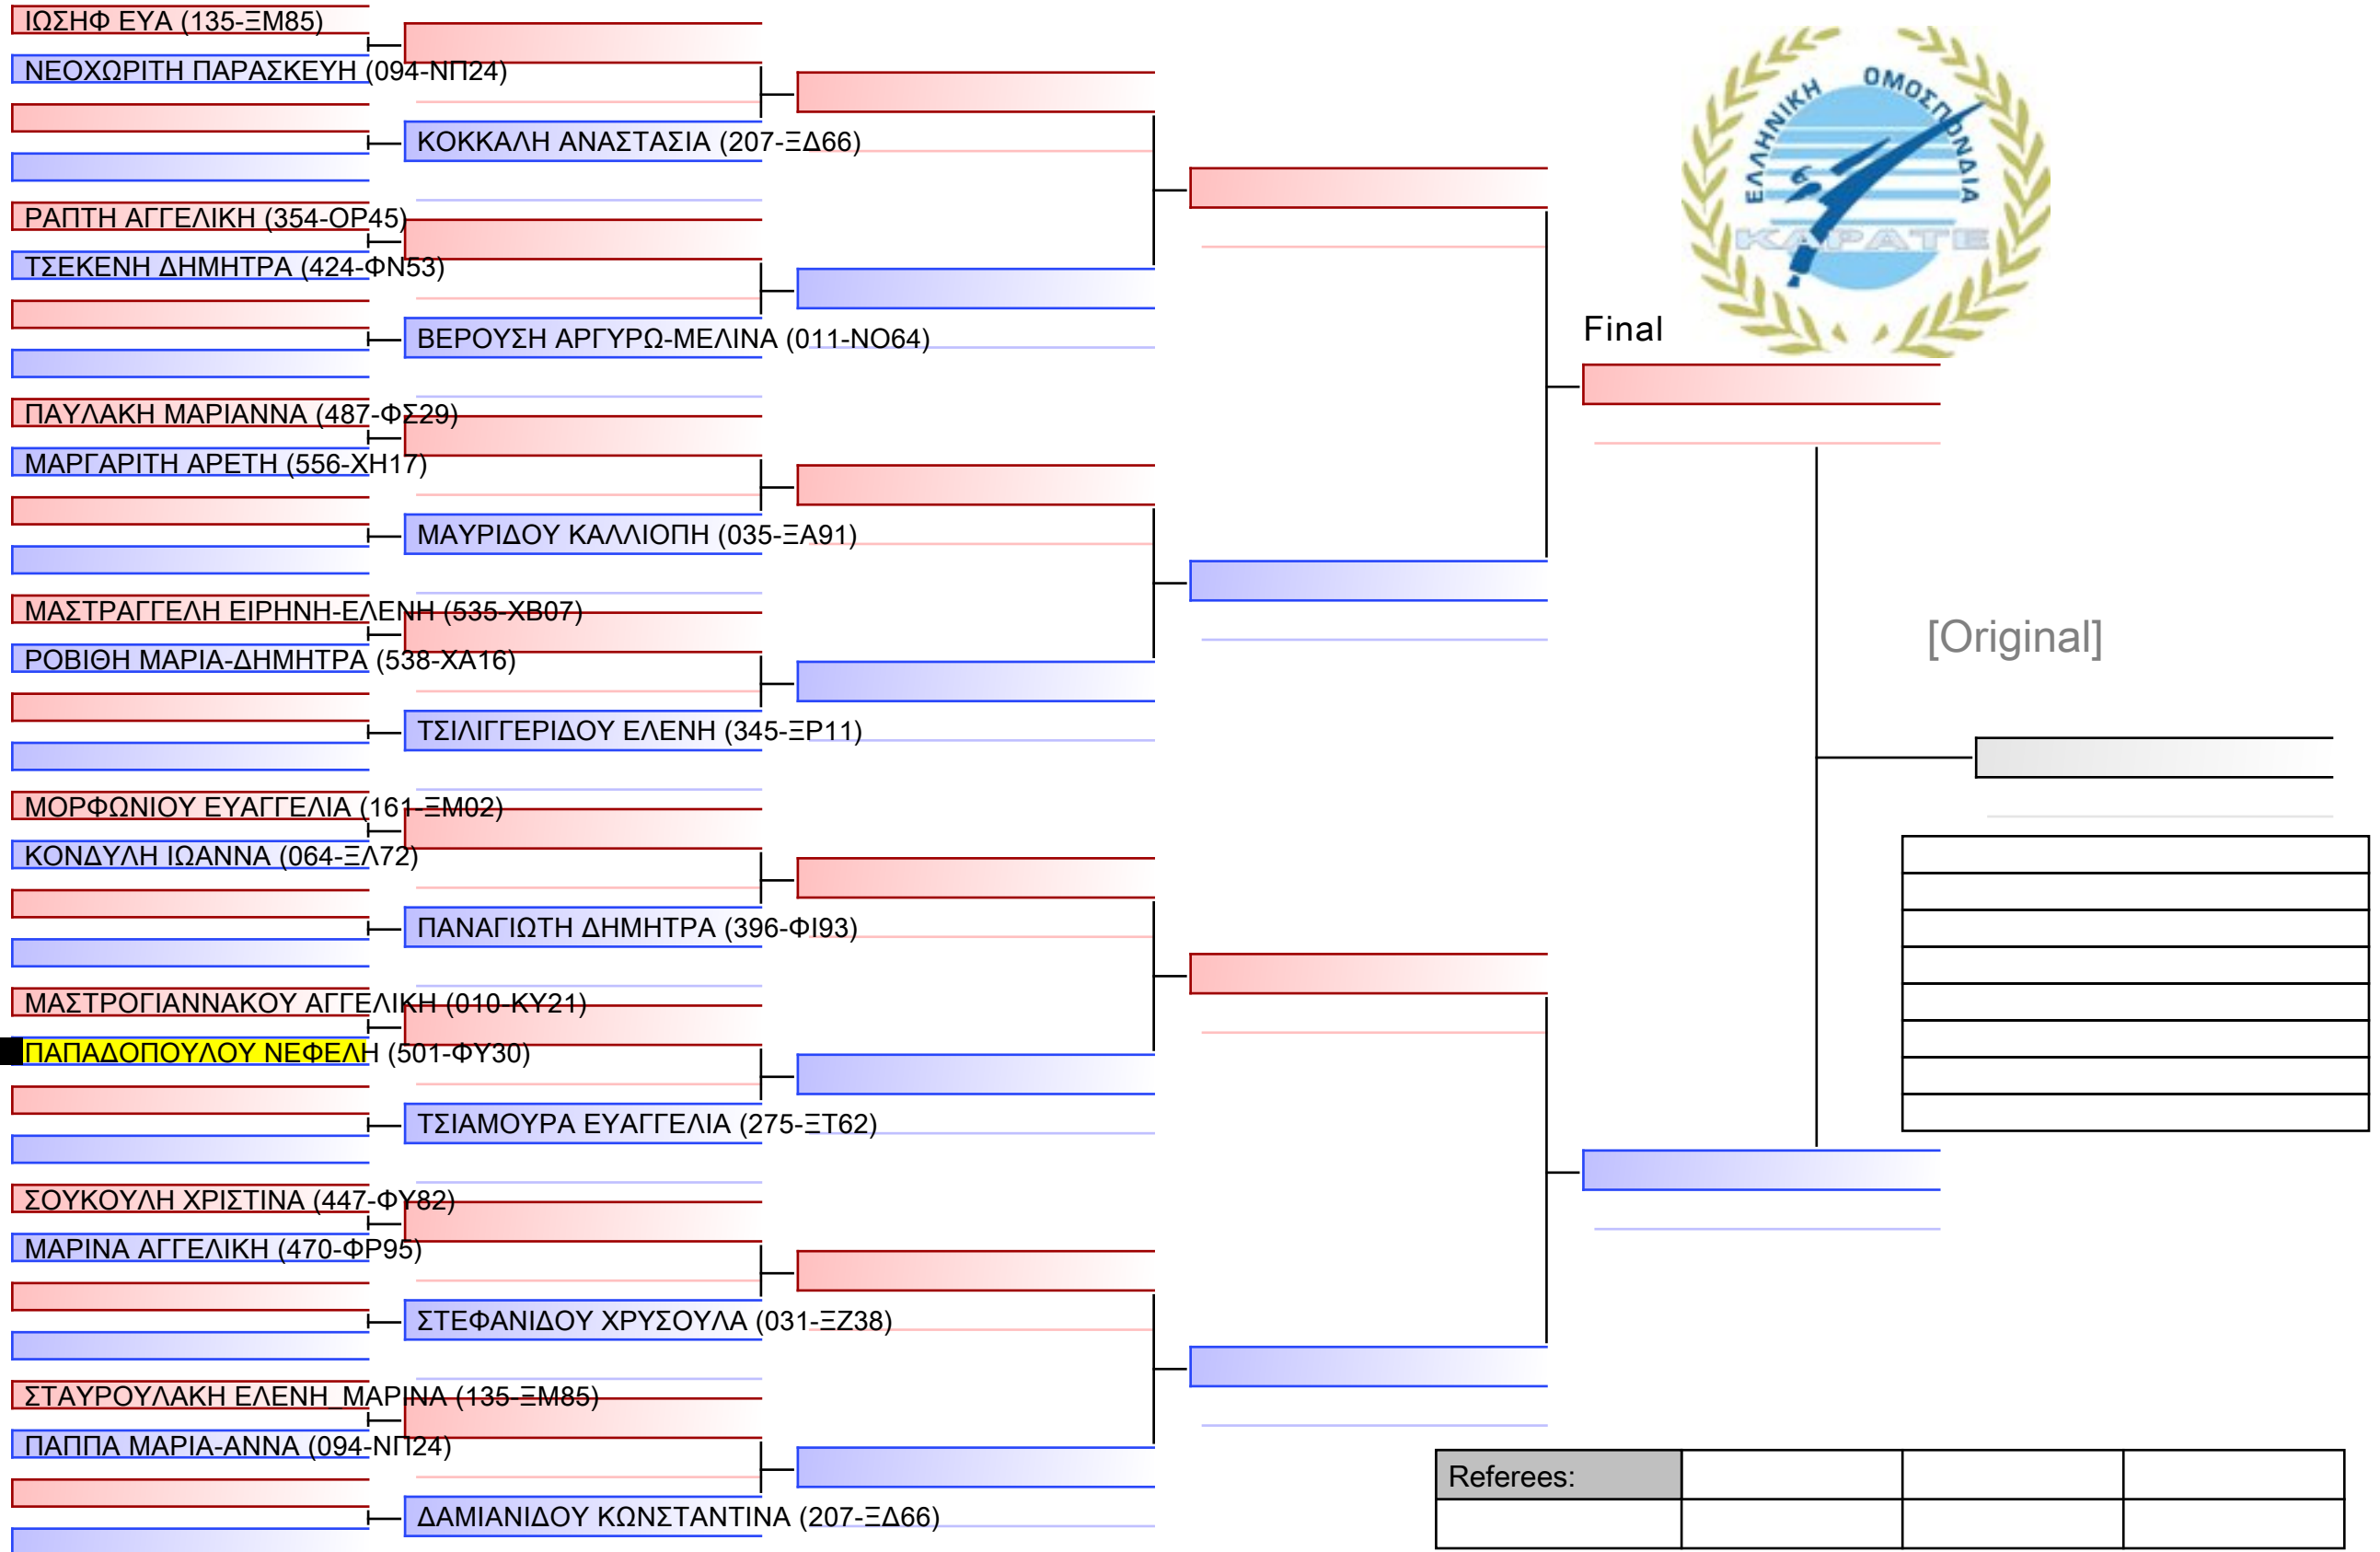 ΙΩΣΗΦ ΕΥΑ (135-ΞΜ85)
ΝΕΟΧΩΡΙΤΗ ΠΑΡΑΣΚΕΥΗ (094-ΝΠ24)
ΚΟΚΚΑΛΗ ΑΝΑΣΤΑΣΙΑ (207-ΞΔ66)
ΡΑΠΤΗ ΑΓΓΕΛΙΚΗ (354-ΟΡ45)
ΤΣΕΚΕΝΗ ΔΗΜΗΤΡΑ (424-ΦΝ53)
ΒΕΡΟΥΣΗ ΑΡΓΥΡΩ-ΜΕΛΙΝΑ (011-ΝΟ64)
ΠΑΥΛΑΚΗ ΜΑΡΙΑΝΝΑ (487-ΦΣ29)
ΜΑΡΓΑΡΙΤΗ ΑΡΕΤΗ (556-ΧΗ17)
ΜΑΥΡΙΔΟΥ ΚΑΛΛΙΟΠΗ (035-ΞΑ91)
ΜΑΣΤΡΑΓΓΕΛΗ ΕΙΡΗΝΗ-ΕΛΕΝΗ (535-ΧΒ07)
ΡΟΒΙΘΗ ΜΑΡΙΑ-ΔΗΜΗΤΡΑ (538-ΧΑ16)
ΤΣΙΛΙΓΓΕΡΙΔΟΥ ΕΛΕΝΗ (345-ΞΡ11)
ΜΟΡΦΩΝΙΟΥ ΕΥΑΓΓΕΛΙΑ (161-ΞΜ02)
ΚΟΝΔΥΛΗ ΙΩΑΝΝΑ (064-ΞΛ72)
ΠΑΝΑΓΙΩΤΗ ΔΗΜΗΤΡΑ (396-ΦΙ93)
ΜΑΣΤΡΟΓΙΑΝΝΑΚΟΥ ΑΓΓΕΛΙΚΗ (010-ΚΥ21)
ΠΑΠΑΔΟΠΟΥΛΟΥ ΝΕΦΕΛΗ (501-ΦΥ30)
ΤΣΙΑΜΟΥΡΑ ΕΥΑΓΓΕΛΙΑ (275-ΞΤ62)
ΣΟΥΚΟΥΛΗ ΧΡΙΣΤΙΝΑ (447-ΦΥ82)
ΜΑΡΙΝΑ ΑΓΓΕΛΙΚΗ (470-ΦΡ95)
ΣΤΕΦΑΝΙΔΟΥ ΧΡΥΣΟΥΛΑ (031-ΞΖ38)
ΣΤΑΥΡΟΥΛΑΚΗ ΕΛΕΝΗ_ΜΑΡΙΝΑ (135-ΞΜ85)
ΠΑΠΠΑ ΜΑΡΙΑ-ΑΝΝΑ (094-ΝΠ24)
ΔΑΜΙΑΝΙΔΟΥ ΚΩΝΣΤΑΝΤΙΝΑ (207-ΞΔ66)
ΕΛΛΗΝΙΚΗ ΟΜΟΣΠΟΝΔΙΑ
ΚΑΡΑΤΕ
Final
[Original]
Referees: